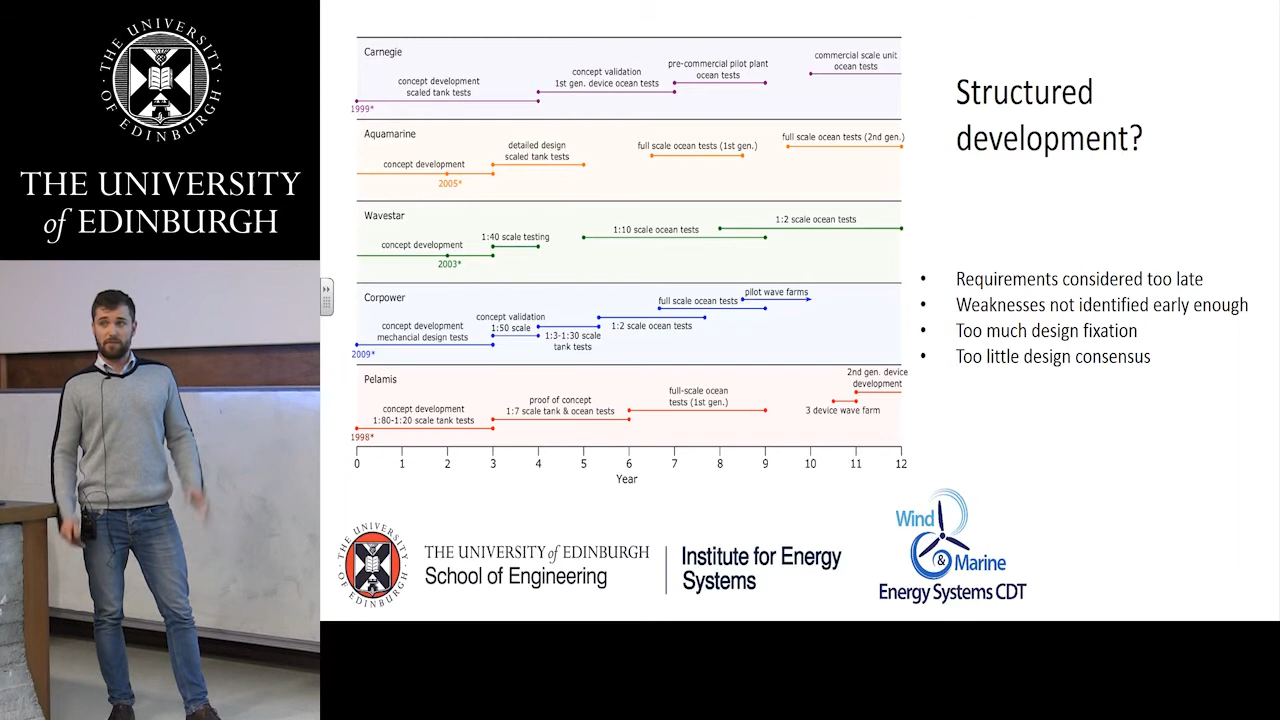 THE UNIVERSITY OF EDINBURGH
THE UNIVERSITY
of EDINBURGH
Carnegie
concept development
scaled tank tests
1999*
concept validation
1st gen. device ocean tests
pre-commercial pilot plant
ocean tests
commercial scale unit
ocean tests
Aquamarine
concept development
2005*
detailed design
scaled tank tests
full scale ocean tests (1st gen.)
full scale ocean tests (2nd gen.)
Wavestar
concept development
2003*
1:40 scale testing
1:10 scale ocean tests
1:2 scale ocean tests
Corpower
concept development
mechancial design tests
2009*
concept validation
1:50 scale
1:3-1:30 scale
tank tests
1:2 scale ocean tests
full scale ocean tests
pilot wave farms
Pelamis
concept development
1:80-1:20 scale tank tests
1998*
proof of concept
1:7 scale tank & ocean tests
full-scale ocean
tests (1st gen.)
3 device wave farm
2nd gen. device
development
0 1 2 3 4 5 6 7 8 9 10 11 12
Year
Structured
development?
• Requirements considered too late
• Weaknesses not identified early enough
• Too much design fixation
• Too little design consensus
THE UNIVERSITY OF EDINBURGH
THE UNIVERSITY of EDINBURGH
School of Engineering
Institute for Energy
Systems
Wind
& Marine
Energy Systems CDT